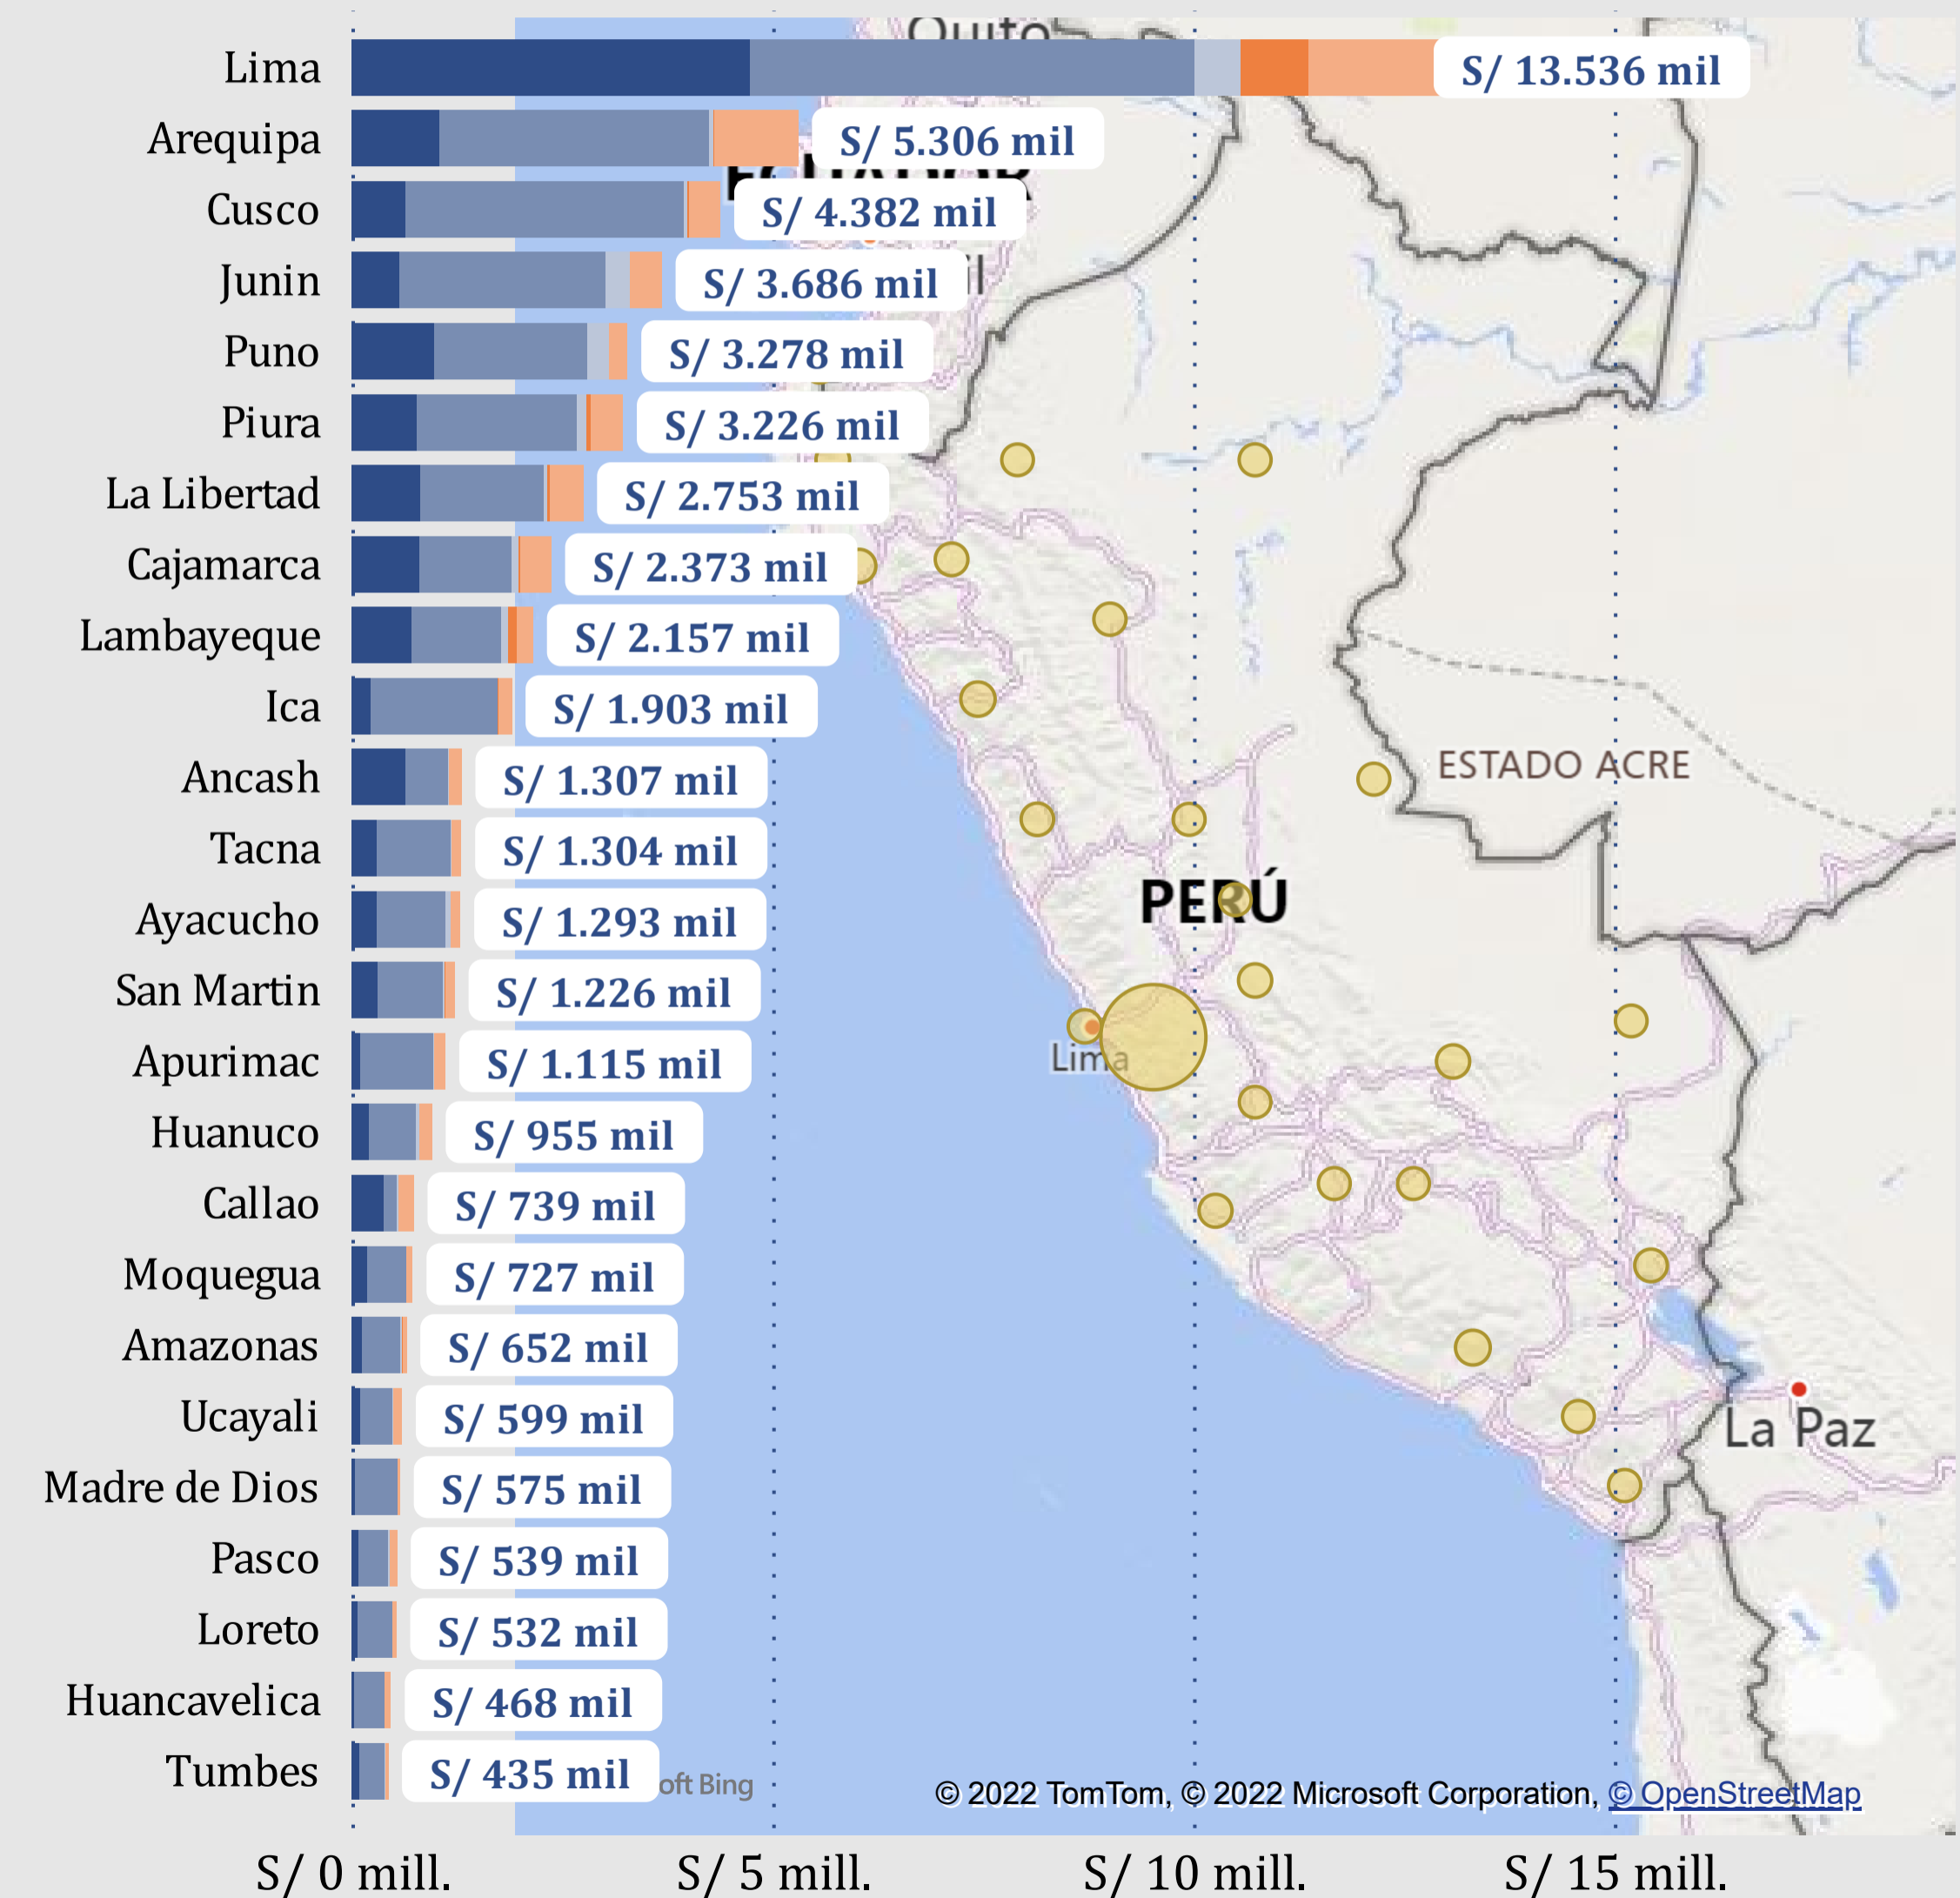 Quito
Lima S/ 13.536 mil
Arequipa S/ 5.306 mil
ECUADOR
Cusco S/ 4.382 mil
Junin S/ 3.686 mil
Puno S/ 3.278 mil
Piura S/ 3.226 mil
La Libertad S/ 2.753 mil
Cajamarca S/ 2.373 mil
Lambayeque S/ 2.157 mil
Ica S/ 1.903 mil
Ancash S/ 1.307 mil
ESTADO ACRE
Tacna S/ 1.304 mil
Ayacucho S/ 1.293 mil
PERÚ
San Martin S/ 1.226 mil
Apurimac S/ 1.115 mil
Lima
Huanuco S/ 955 mil
Callao S/ 739 mil
Moquegua S/ 727 mil
Amazonas S/ 652 mil
Ucayali S/ 599 mil
La Paz
Madre de Dios S/ 575 mil
Pasco S/ 539 mil
Loreto S/ 532 mil
Huancavelica S/ 468 mil
Tumbes S/ 435 mil
oft Bing
© 2022 TomTom, © 2022 Microsoft Corporation, © OpenStreetMap
S/ 0 mill. S/ 5 mill. S/ 10 mill. S/ 15 mill.